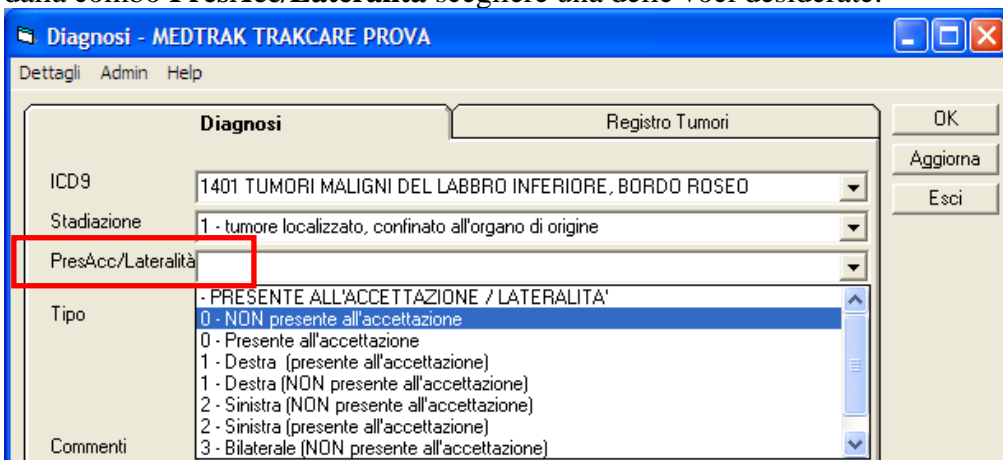 dalla combo PresAcc/Lateralità scegliere una delle voci desiderate.
Diagnosi - MEDTRAK TRAKCARE PROVA
Dettagli Admin Help
Diagnosi
Registro Tumori
OK
Aggiorna
Esci
ICD9
1401 TUMORI MALIGNI DEL LABBRO INFERIORE, BORDO ROSEO
Stadiazione
1 - tumore localizzato, confinato all'organo di origine
PresAcc/Lateralità
- PRESENTE ALL'ACCETTAZIONE / LATERALITA'
Tipo
0 - NON presente all'accettazione
0 - Presente all'accettazione
1 - Destra (presente all'accettazione)
1 - Destra (NON presente all'accettazione)
2 - Sinistra (NON presente all'accettazione)
2 - Sinistra (presente all'accettazione)
Commenti
3 - Bilaterale (NON presente all'accettazione)